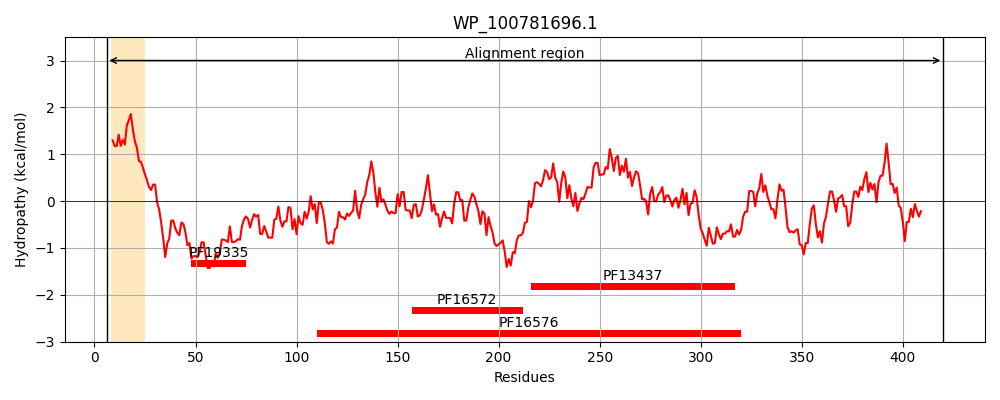 WP_100781696.1
Alignment region
3
2
1
0
−1
−2
−3
Hydropathy (kcal/mol)
PF19335
PF13437
PF16572
PF16576
0 50 100 150 200 250 300 350 400
Residues